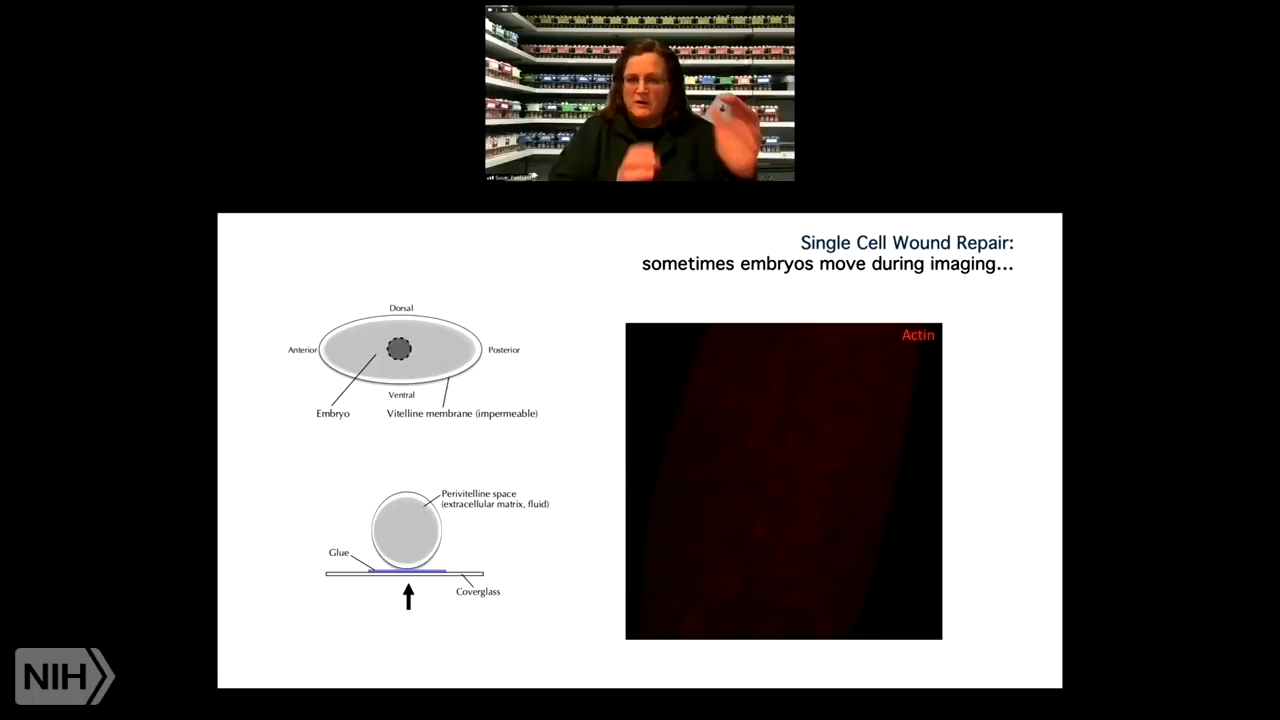 Single Cell Wound Repair:
sometimes embryos move during imaging...
Dorsal
Anterior
Posterior
Ventral
Embryo
Vitelline membrane (impermeable)
Actin
Perivitelline space
(extracellular matrix, fluid)
Glue
Coverglass
NIH